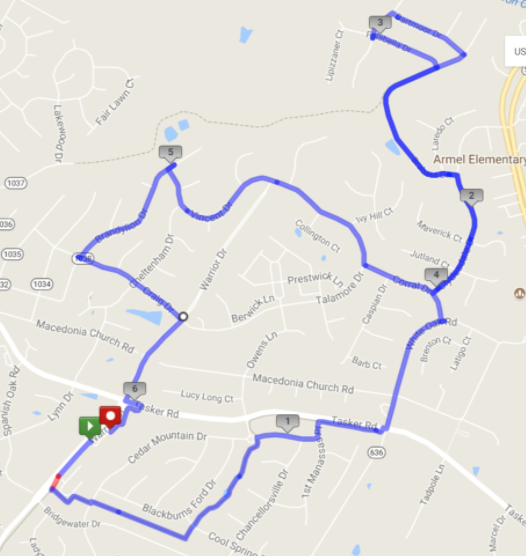 3
Dartmoor Dr
Lipizzaner Ct
US
Fair Lawn Ct
Lakewood Dr
Laredo Ct
Armel Elementary
5
1037
2
036
Brandylion Dr
Vincent Dr
Ivy Hill Ct
Maverick Ct
Collington Ct
Jutland Ct
1035
1036
Cheltenham Dr
Warrior Dr
4
32
1034
Prestwick Ln
Talamore Dr
Corral Dr
Craig Dr
Berwick Ln
Caspian Dr
White Oak Rd
Macedonia Church Rd
Owens Ln
Brenton Ct
Latigo Ct
Barb Ct
Spanish Oak Rd
6
Macedonia Church Rd
Lynn Dr
Lucy Long Ct
Tasker Rd
1
Tasker Rd
Cedar Mountain Dr
1st Manassas
636
Tadpole Ln
Blackburns Ford Dr
Chancellorsville Dr
Bridgewater Dr
Cool Spring
Marcel Dr
Tasker